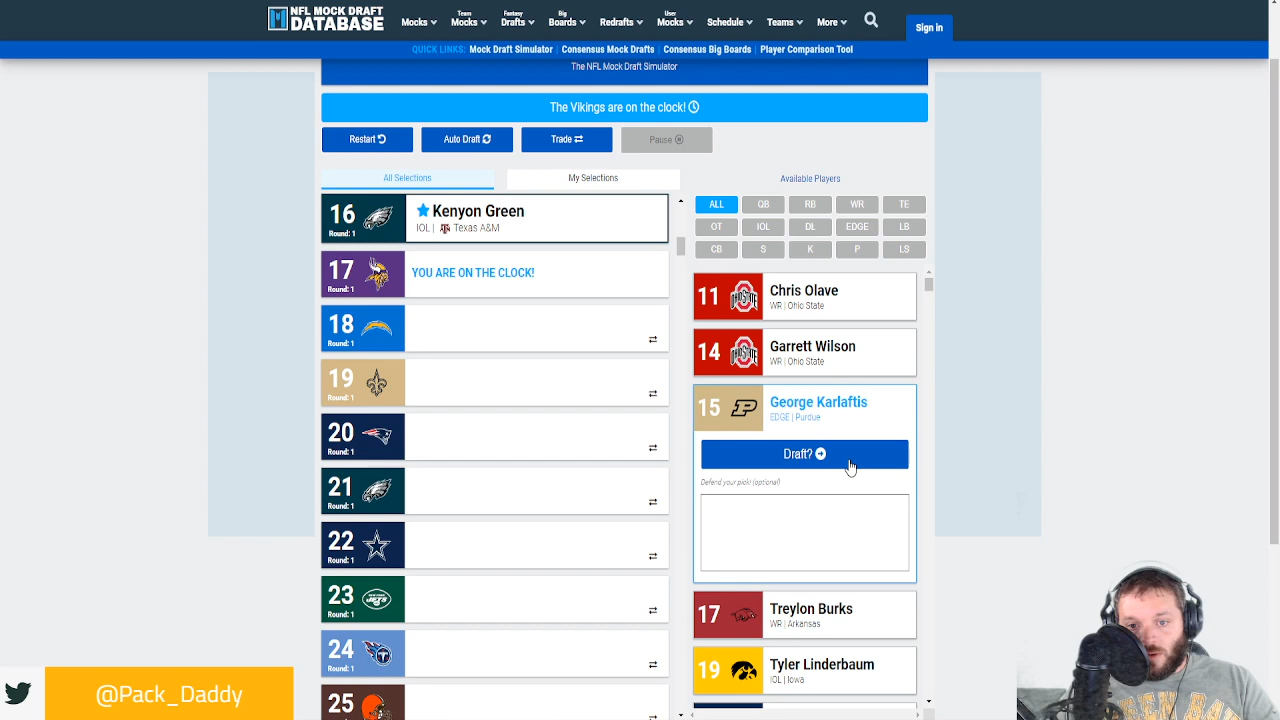 NFL MOCK DRAFT
DATABASE
Mocks
Team
Mocks
Fantasy
Drafts
Big
Boards
Redrafts
User
Mocks
Schedule
Teams
More
Sign in
QUICK LINKS: Mock Draft Simulator Consensus Mock Drafts Consensus Big Boards Player Comparison Tool
The NFL Mock Draft Simulator
The Vikings are on the clock!
Restart
Auto Draft
Trade
Pause
All Selections
My Selections
Available Players
16
Round: 1
Kenyon Green
IOL | Texas A&M
17
Round: 1
YOU ARE ON THE CLOCK!
18
Round: 1
19
Round: 1
20
Round: 1
21
Round: 1
22
Round: 1
23
Round: 1
24
Round: 1
25
ALL QB RB WR TE
OT IOL DL EDGE LB
CB S K P LS
11
OHIO STATE
Chris Olave
WR | Ohio State
14
OHIO STATE
Garrett Wilson
WR | Ohio State
15
P
George Karlaftis
EDGE | Purdue
Draft?
Defend your pick! (optional)
17
Treylon Burks
WR | Arkansas
19
Tyler Linderbaum
IOL | Iowa
@Pack_Daddy